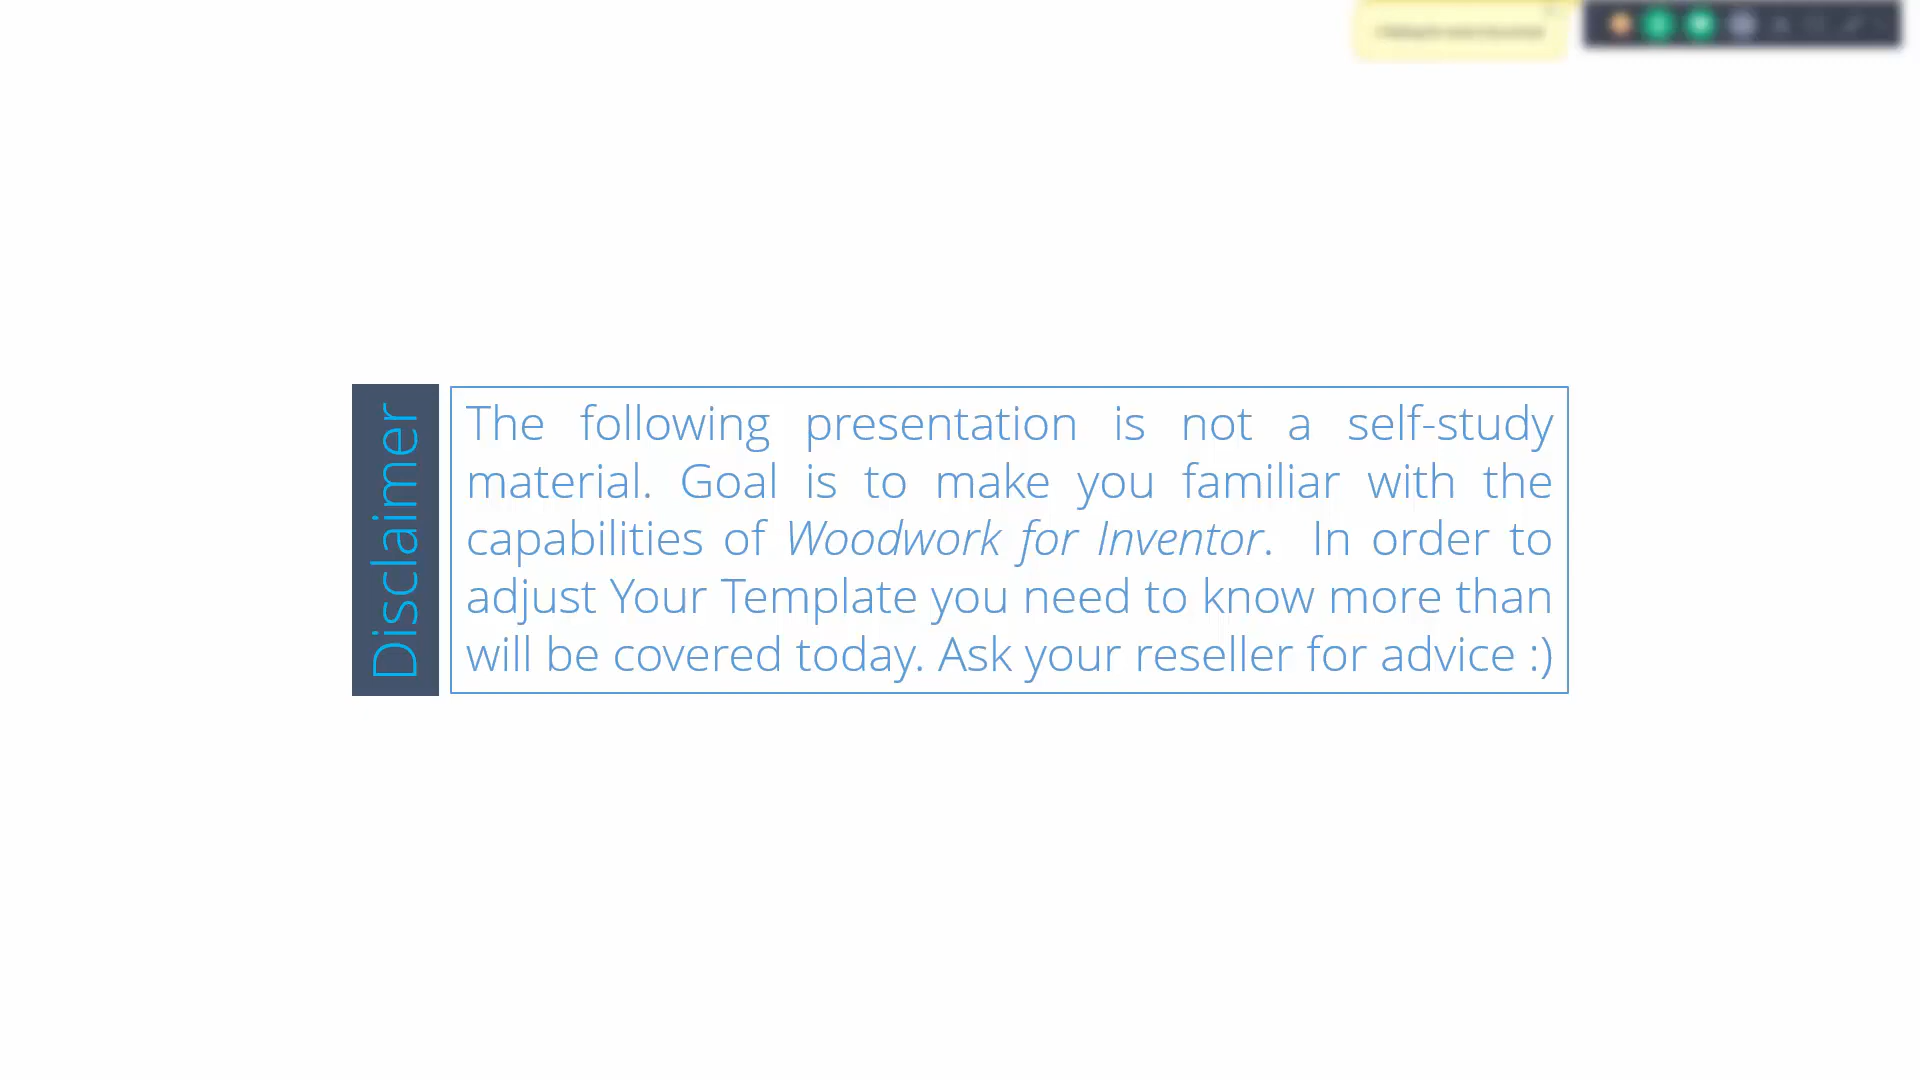 Disclaimer
The following presentation is not a self-study
material. Goal is to make you familiar with the
capabilities of Woodwork for Inventor. In order to
adjust Your Template you need to know more than
will be covered today. Ask your reseller for advice :)